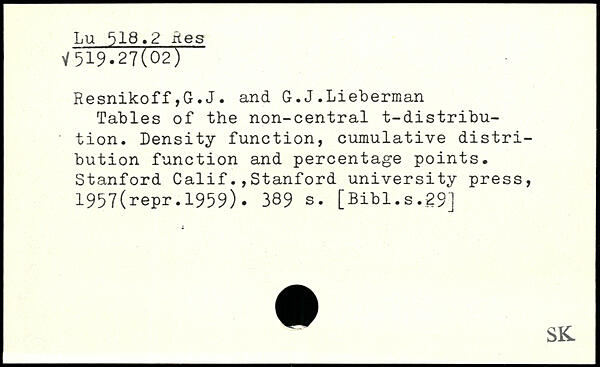 Lu 518.2 Res
√519.27(02)
Resnikoff,G.J. and G.J.Lieberman
Tables of the non-central t-distribu-
tion. Density function, cumulative distri-
bution function and percentage points.
Stanford Calif.,Stanford university press,
1957(repr.1959). 389 s. [Bibl.s.29]
SK